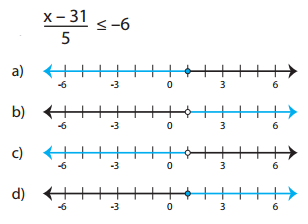 x – 31
5
≤ –6
a)
-6 -3 0 3 6
b)
-6 -3 0 3 6
c)
-6 -3 0 3 6
d)
-6 -3 0 3 6